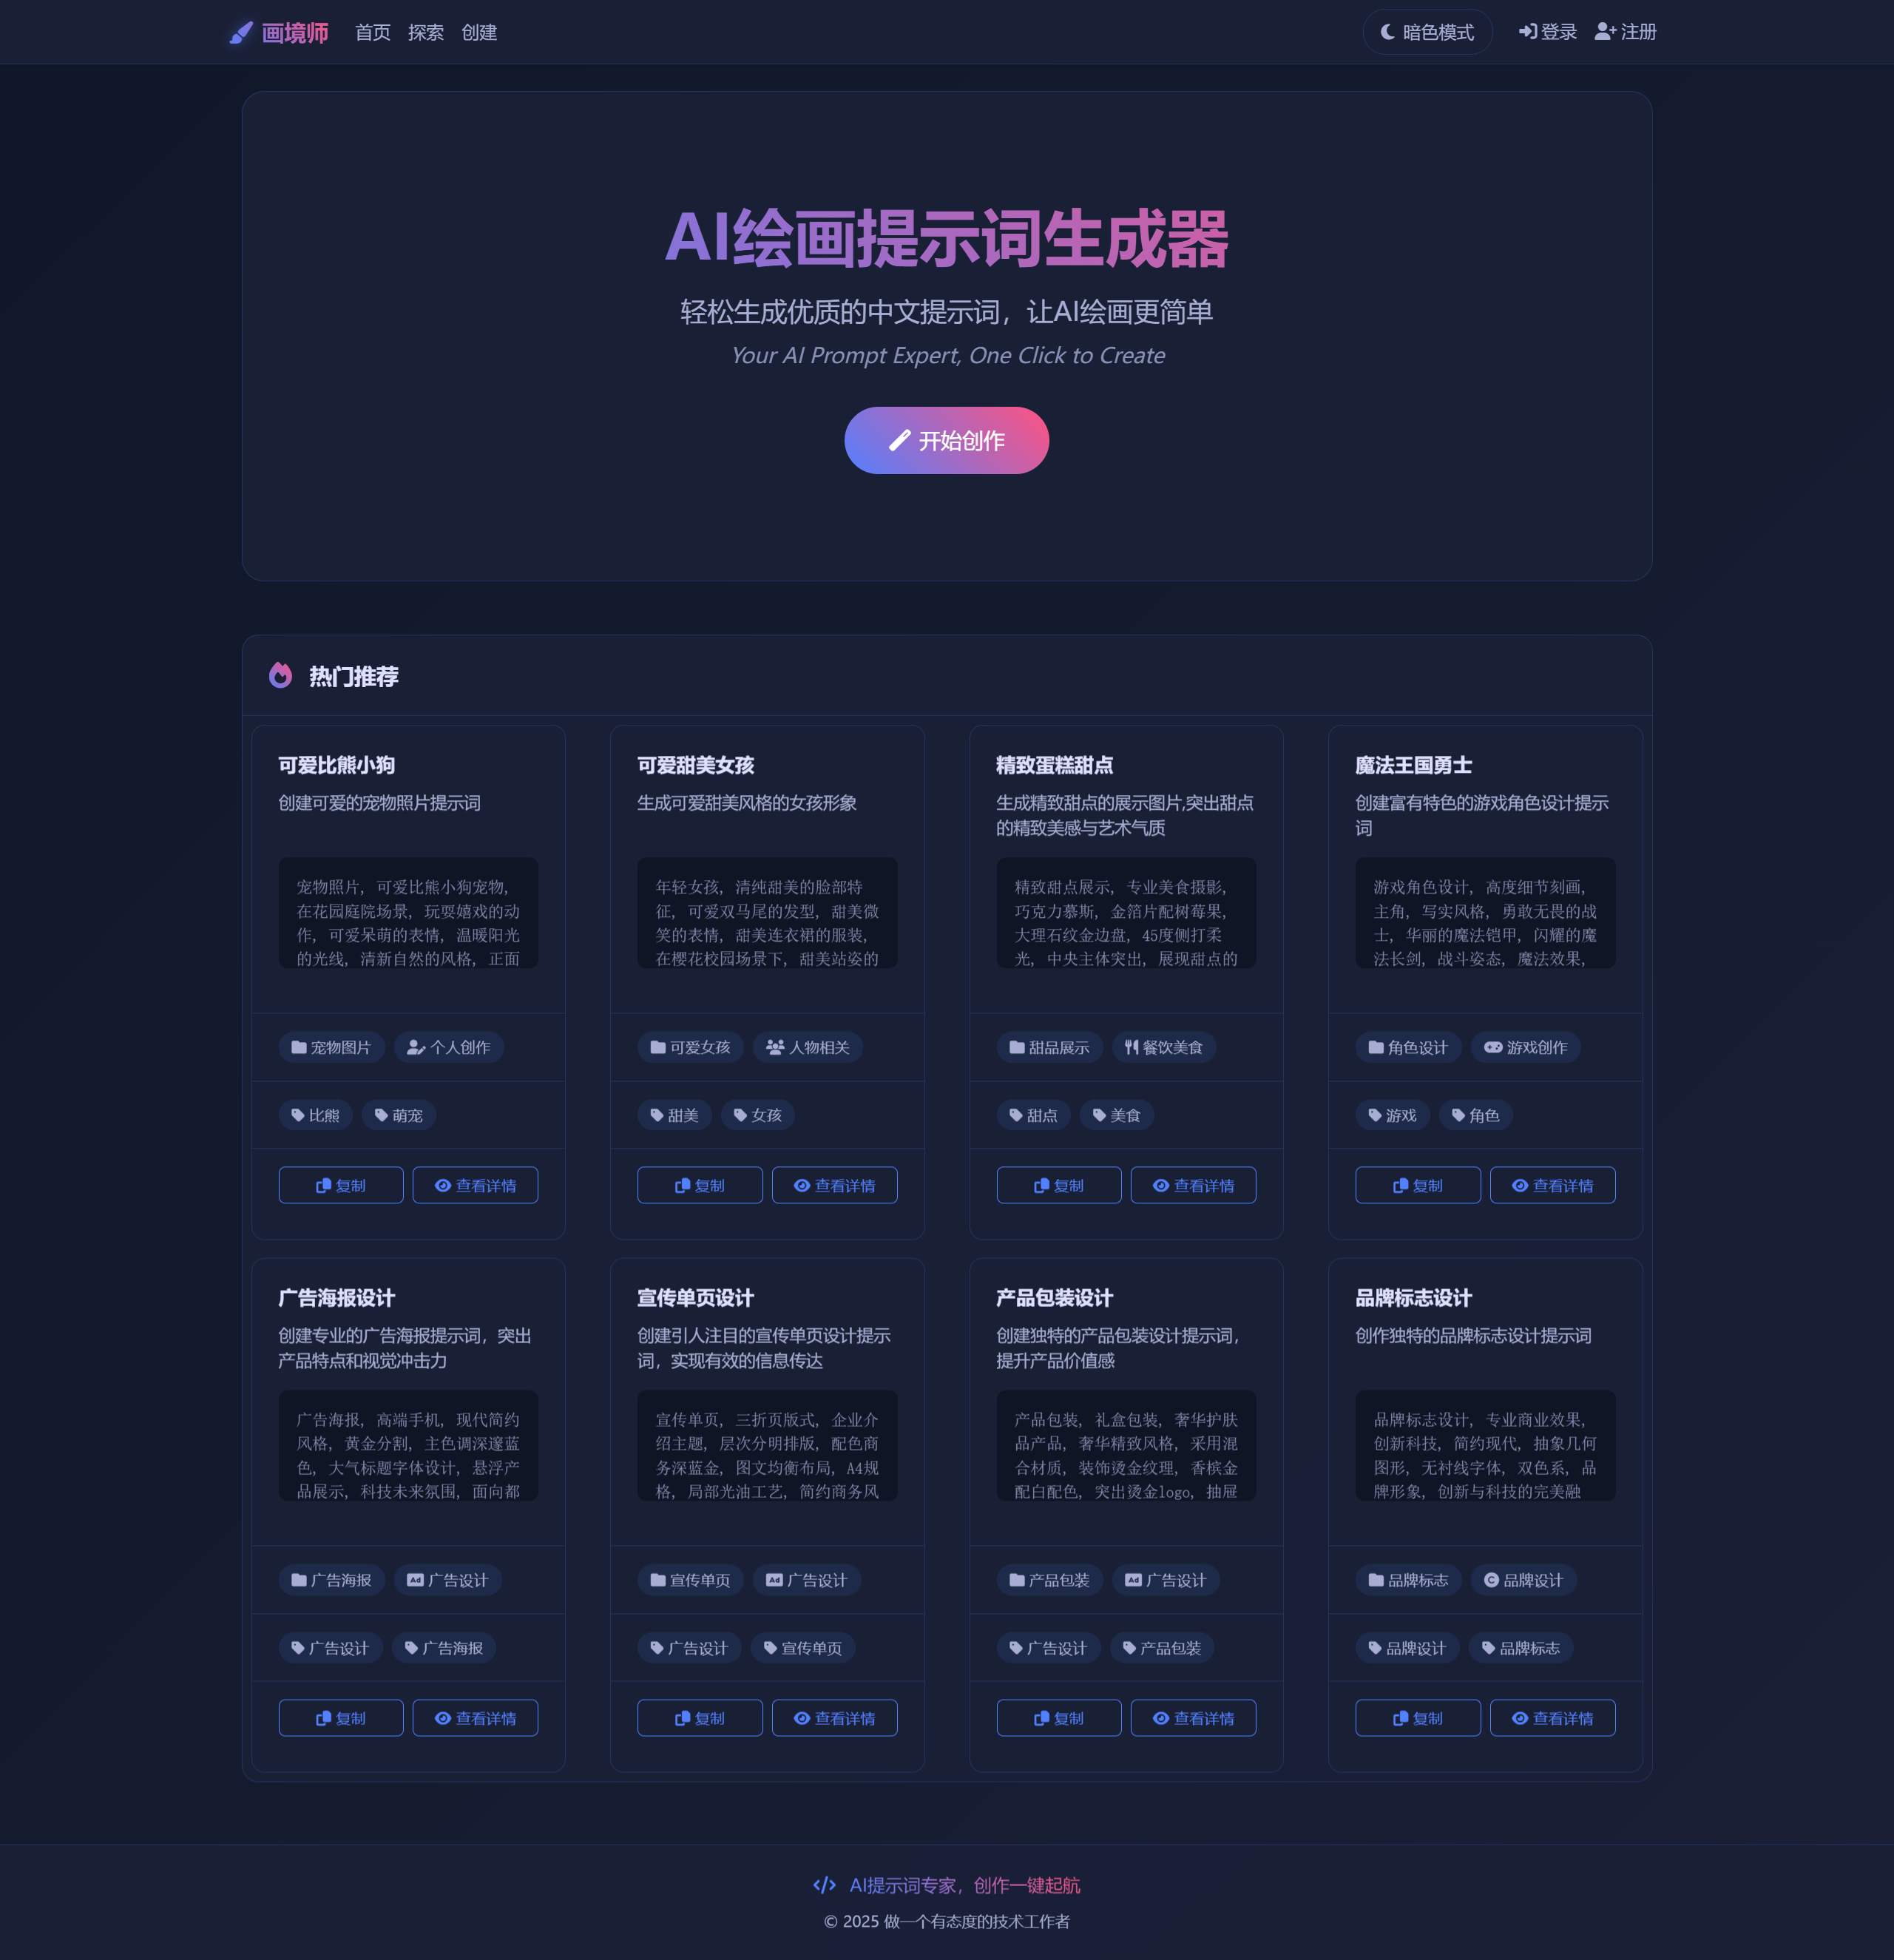 画境师 首页 探索 创建 暗色模式 登录 注册
AI绘画提示词生成器
轻松生成优质的中文提示词，让AI绘画更简单
Your AI Prompt Expert, One Click to Create
开始创作
热门推荐
可爱比熊小狗
创建可爱的宠物照片提示词
宠物照片，可爱比熊小狗宠物，
在花园庭院场景，玩耍嬉戏的动
作，可爱呆萌的表情，温暖阳光
的光线，清新自然的风格，正面
宠物图片 个人创作
比熊 萌宠
复制 查看详情
可爱甜美女孩
生成可爱甜美风格的女孩形象
年轻女孩，清纯甜美的脸部特
征，可爱双马尾的发型，甜美微
笑的表情，甜美连衣裙的服装，
在樱花校园场景下，甜美站姿的
可爱女孩 人物相关
甜美 女孩
复制 查看详情
精致蛋糕甜点
生成精致甜点的展示图片,突出甜点
的精致美感与艺术气质
精致甜点展示，专业美食摄影，
巧克力慕斯，金箔片配树莓果，
大理石纹金边盘，45度侧打柔
光，中央主体突出，展现甜点的
甜品展示 餐饮美食
甜点 美食
复制 查看详情
魔法王国勇士
创建富有特色的游戏角色设计提示
词
游戏角色设计，高度细节刻画，
主角，写实风格，勇敢无畏的战
士，华丽的魔法铠甲，闪耀的魔
法长剑，战斗姿态，魔法效果，
角色设计 游戏创作
游戏 角色
复制 查看详情
广告海报设计
创建专业的广告海报提示词，突出
产品特点和视觉冲击力
广告海报，高端手机，现代简约
风格，黄金分割，主色调深邃蓝
色，大气标题字体设计，悬浮产
品展示，科技未来氛围，面向都
广告海报 Ad 广告设计
广告设计 广告海报
复制 查看详情
宣传单页设计
创建引人注目的宣传单页设计提示
词，实现有效的信息传达
宣传单页，三折页版式，企业介
绍主题，层次分明排版，配色商
务深蓝金，图文均衡布局，A4规
格，局部光油工艺，简约商务风
宣传单页 Ad 广告设计
广告设计 宣传单页
复制 查看详情
产品包装设计
创建独特的产品包装设计提示词，
提升产品价值感
产品包装，礼盒包装，奢华护肤
品产品，奢华精致风格，采用混
合材质，装饰烫金纹理，香槟金
配白配色，突出烫金logo，抽屉
产品包装 Ad 广告设计
广告设计 产品包装
复制 查看详情
品牌标志设计
创作独特的品牌标志设计提示词
品牌标志设计，专业商业效果，
创新科技，简约现代，抽象几何
图形，无衬线字体，双色系，品
牌形象，创新与科技的完美融
品牌标志 品牌设计
品牌设计 品牌标志
复制 查看详情
AI提示词专家，创作一键起航
© 2025 做一个有态度的技术工作者